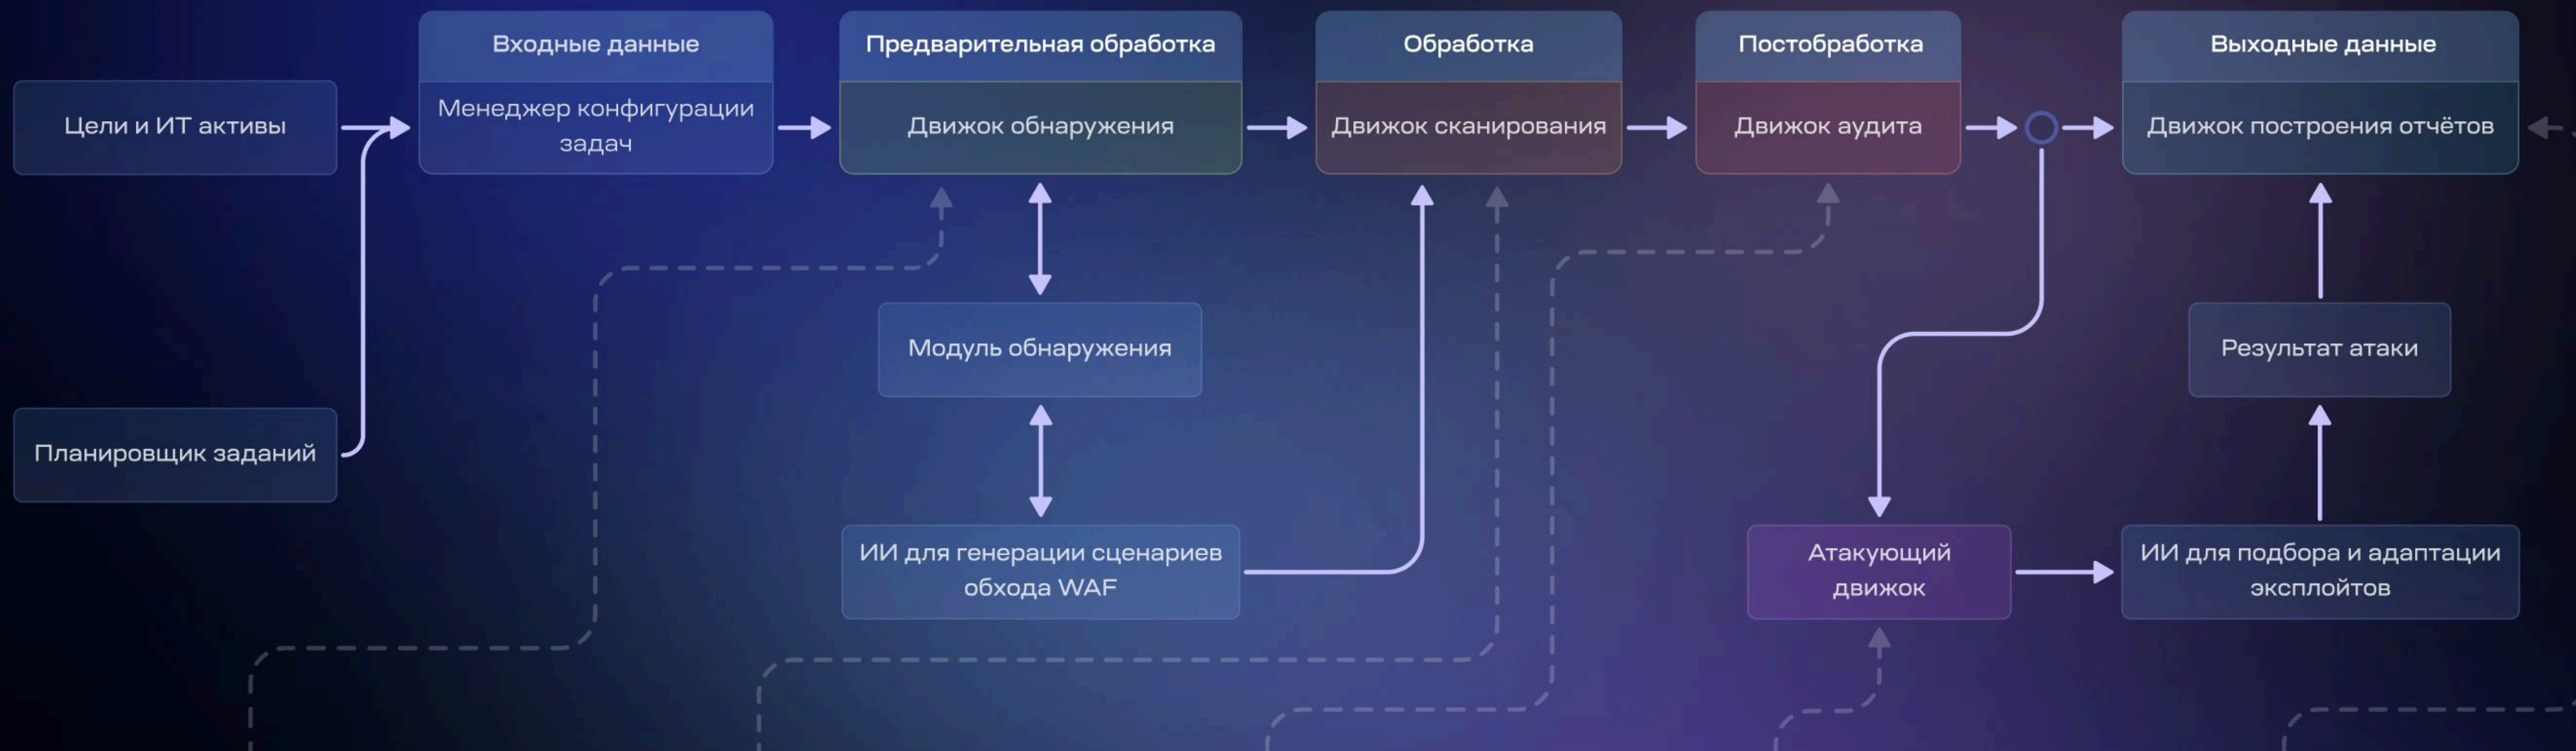 Входные данные
Предварительная обработка
Обработка
Постобработка
Выходные данные
Цели и ИТ активы
Менеджер конфигурации
задач
Движок обнаружения
Движок сканирования
Движок аудита
Движок построения отчётов
Модуль обнаружения
Результат атаки
Планировщик заданий
ИИ для генерации сценариев
обхода WAF
Атакующий
движок
ИИ для подбора и адаптации
эксплойтов